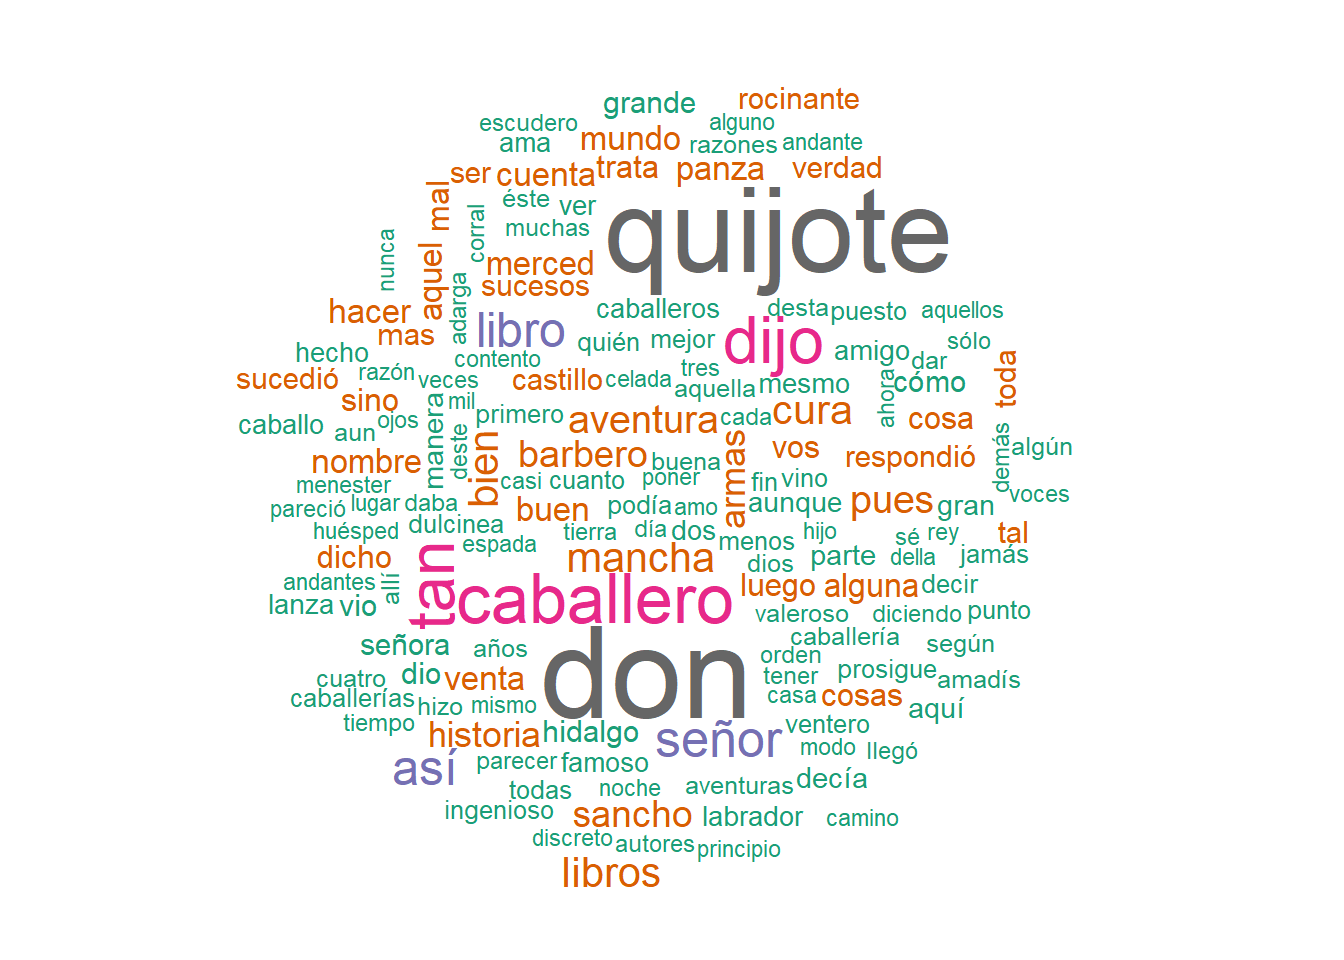 rocinante
grande
escudero
alguno
ama
mundo
razones
andante
ser
cuenta
trata
panza
verdad
mal
éste
ver
quijote
corral
muchas
nunca
aquel
merced
sucesos
adarga
hacer
caballeros
desta
puesto
aquellos
libro
dijo
mas
quién
mejor
amigo
sólo
hecho
contento
tres
dar
toda
sucedió
razón
veces
castillo
celada
aquella
mesmo
ahora
cómo
sino
mil
manera
primero
aventura
cada
cura
cosa
caballo
aun
ojos
deste
bien
barbero
buena
armas
vos
respondió
demás
algún
nombre
menester
casi
cuanto
poner
fin
vino
voces
pareció
lugar
daba
buen
podía
amo
aunque
pues
gran
huésped
dulcinea
tierra
día
dos
menos
hijo
sé
rey
tal
espada
dicho
tan
mancha
dios
parte
della
jamás
andantes
allí
caballero
luego
alguna
decir
lanza
vio
valeroso
diciendo
punto
señora
años
don
caballería
según
orden
cuatro
dio
venta
tener
prosigue
amadís
caballerías
hizo
mismo
casa
cosas
aquí
tiempo
historia
hidalgo
señor
ventero
modo
llegó
así
parecer
famoso
todas
noche
aventuras
decía
ingenioso
sancho
labrador
camino
discreto
autores
principio
libros